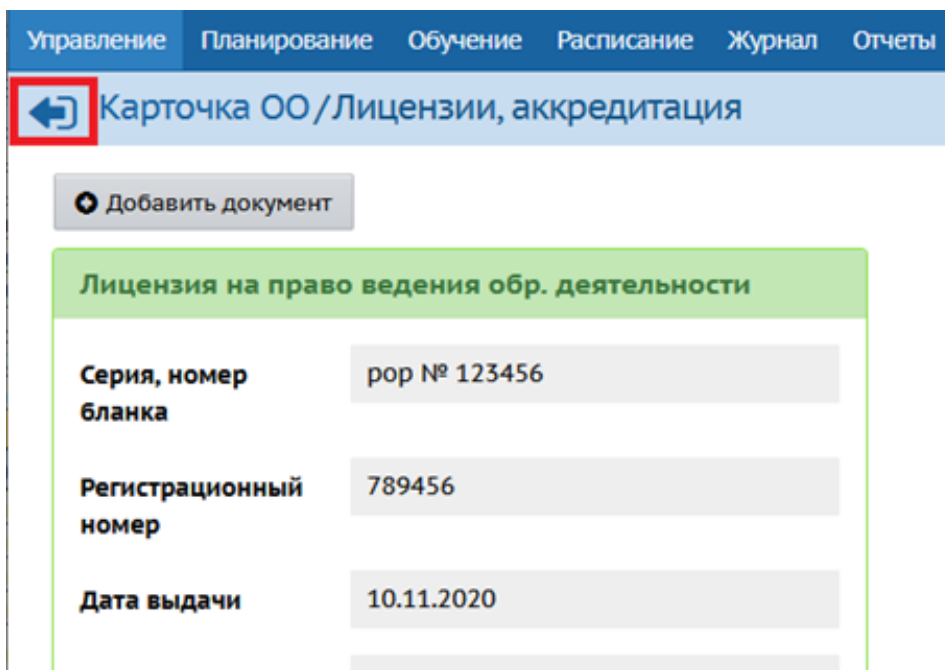 Управление Планирование Обучение Расписание Журнал Отчеты
Карточка ОО/Лицензии, аккредитация
Добавить документ
Лицензия на право ведения обр. деятельности
Серия, номер бланка
рор № 123456
Регистрационный номер
789456
Дата выдачи
10.11.2020